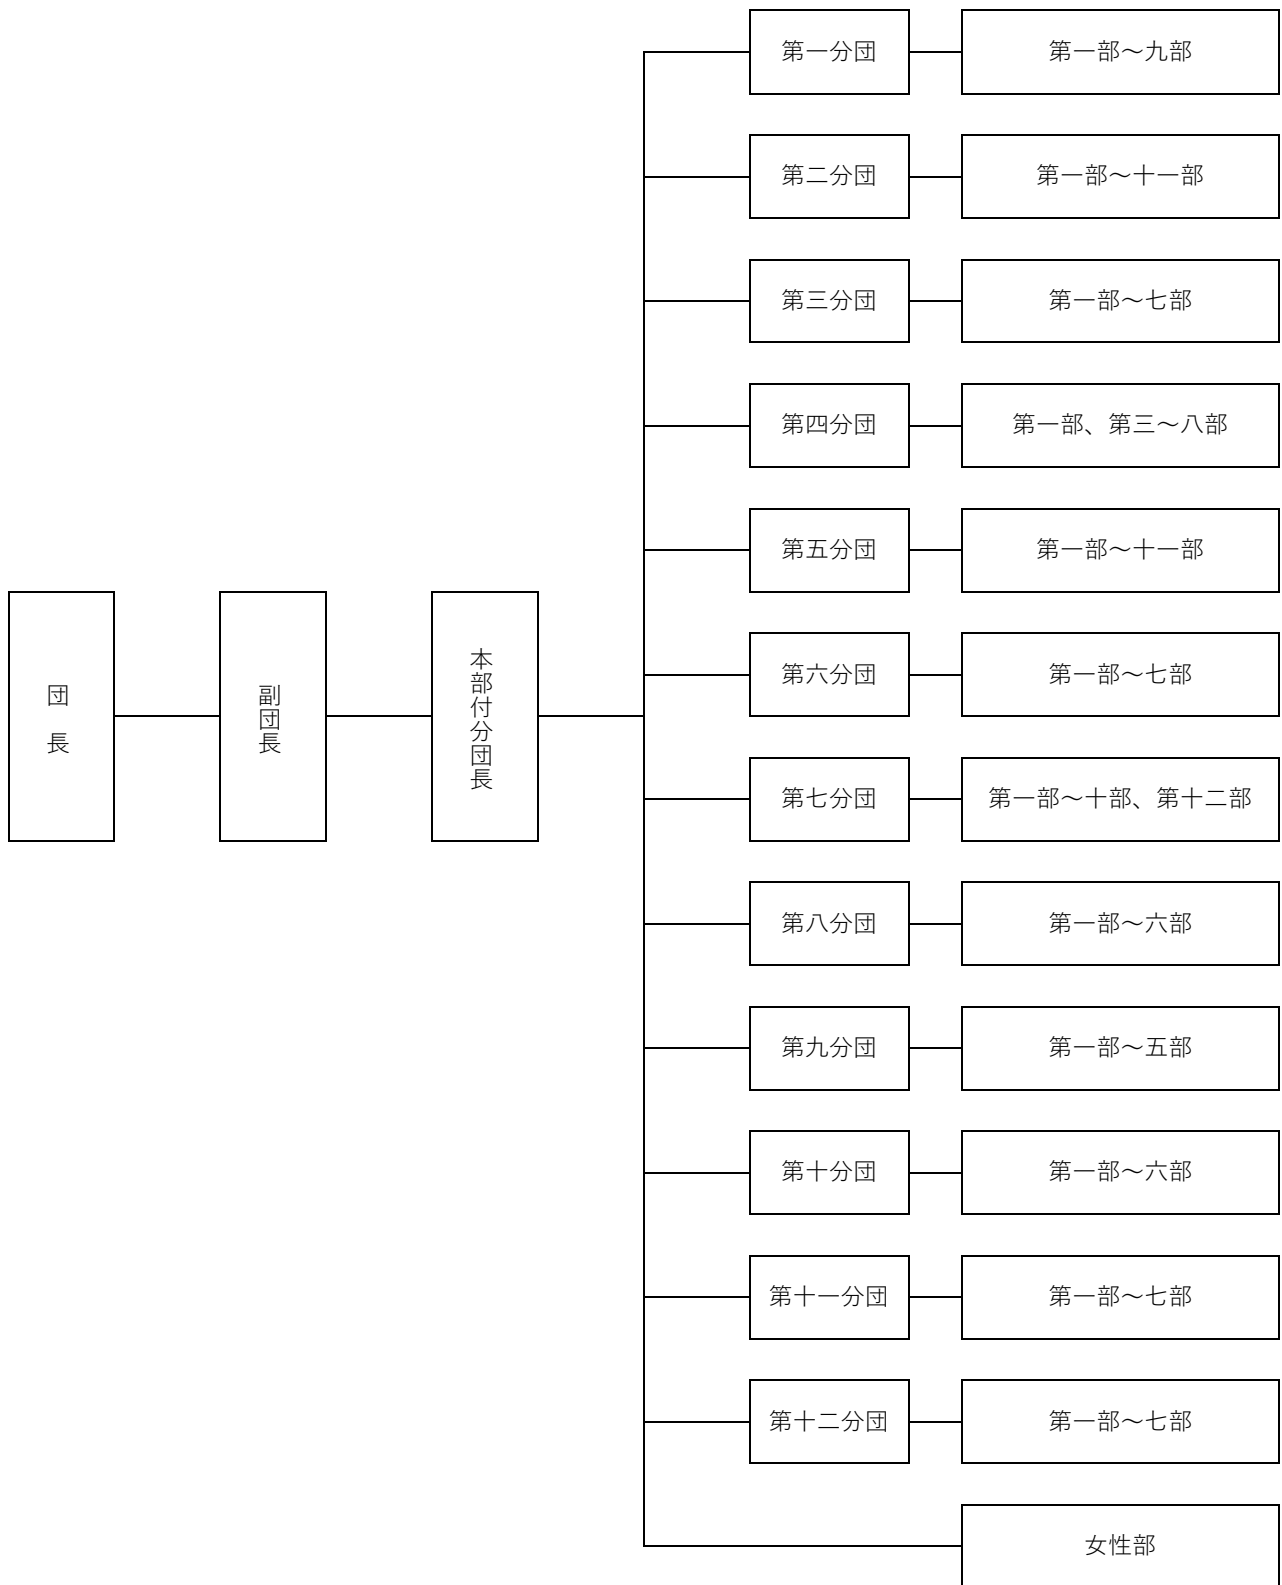 団　長
副団長
本部付分団長
第一分団
第一部～九部
第二分団
第一部～十一部
第三分団
第一部～七部
第四分団
第一部、第三～八部
第五分団
第一部～十一部
第六分団
第一部～七部
第七分団
第一部～十部、第十二部
第八分団
第一部～六部
第九分団
第一部～五部
第十分団
第一部～六部
第十一分団
第一部～七部
第十二分団
第一部～七部
女性部